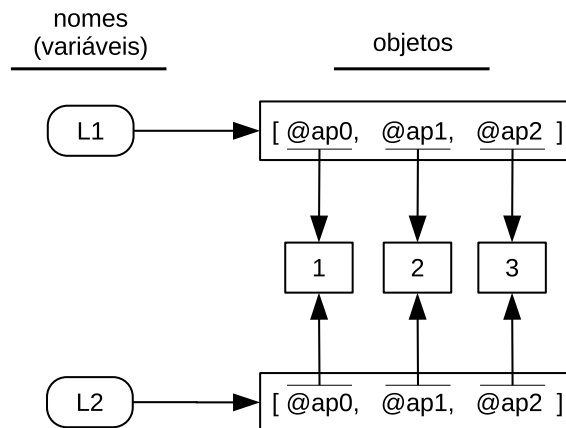 nomes
(variáveis)
objetos
L1
[ @ap0, @ap1, @ap2 ]
1 2 3
L2
[ @ap0, @ap1, @ap2 ]